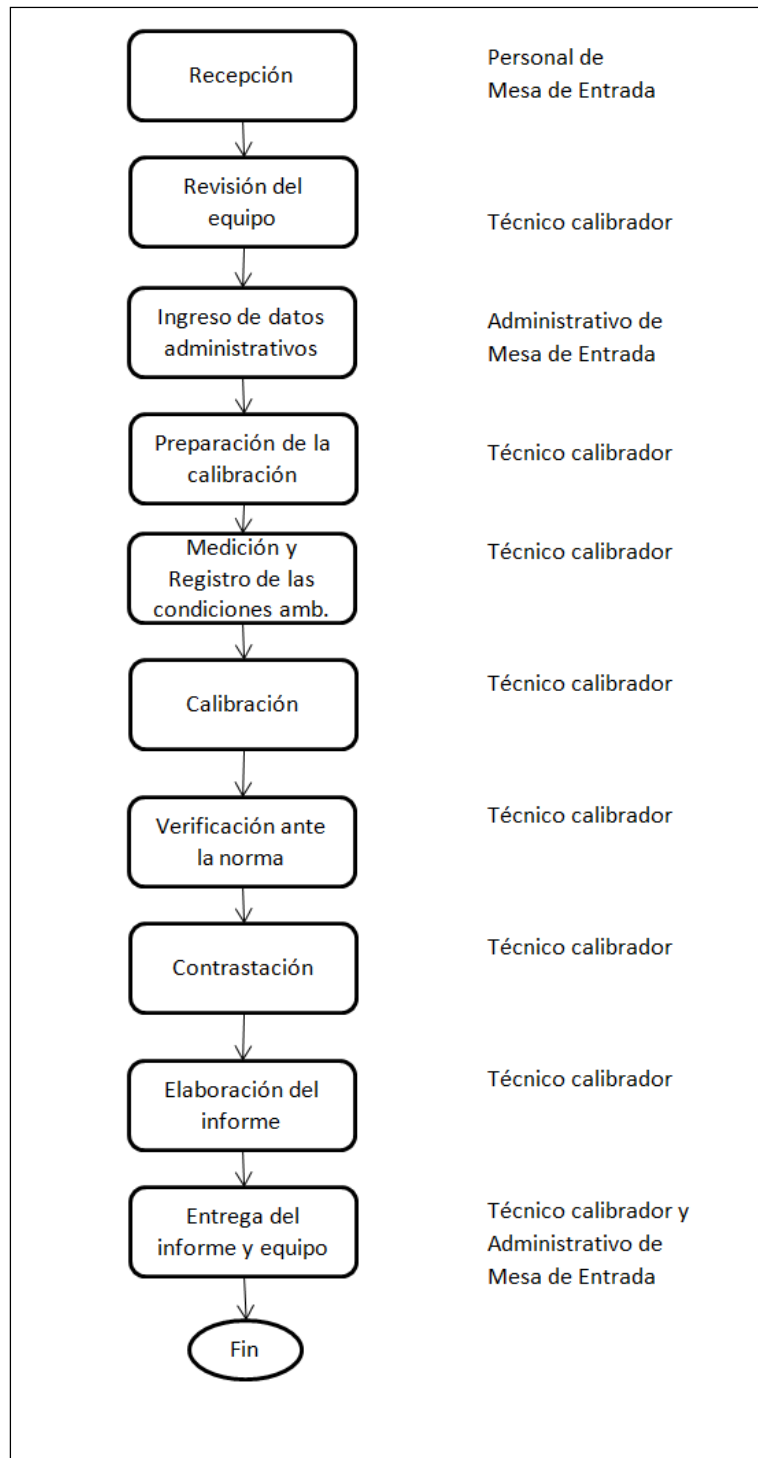 Recepción
Personal de
Mesa de Entrada
Revisión del
equipo
Técnico calibrador
Ingreso de datos
administrativos
Administrativo de
Mesa de Entrada
Preparación de la
calibración
Técnico calibrador
Medición y
Registro de las
condiciones amb.
Técnico calibrador
Calibración
Técnico calibrador
Verificación ante
la norma
Técnico calibrador
Contrastación
Técnico calibrador
Elaboración del
informe
Técnico calibrador
Entrega del
informe y equipo
Técnico calibrador y
Administrativo de
Mesa de Entrada
Fin